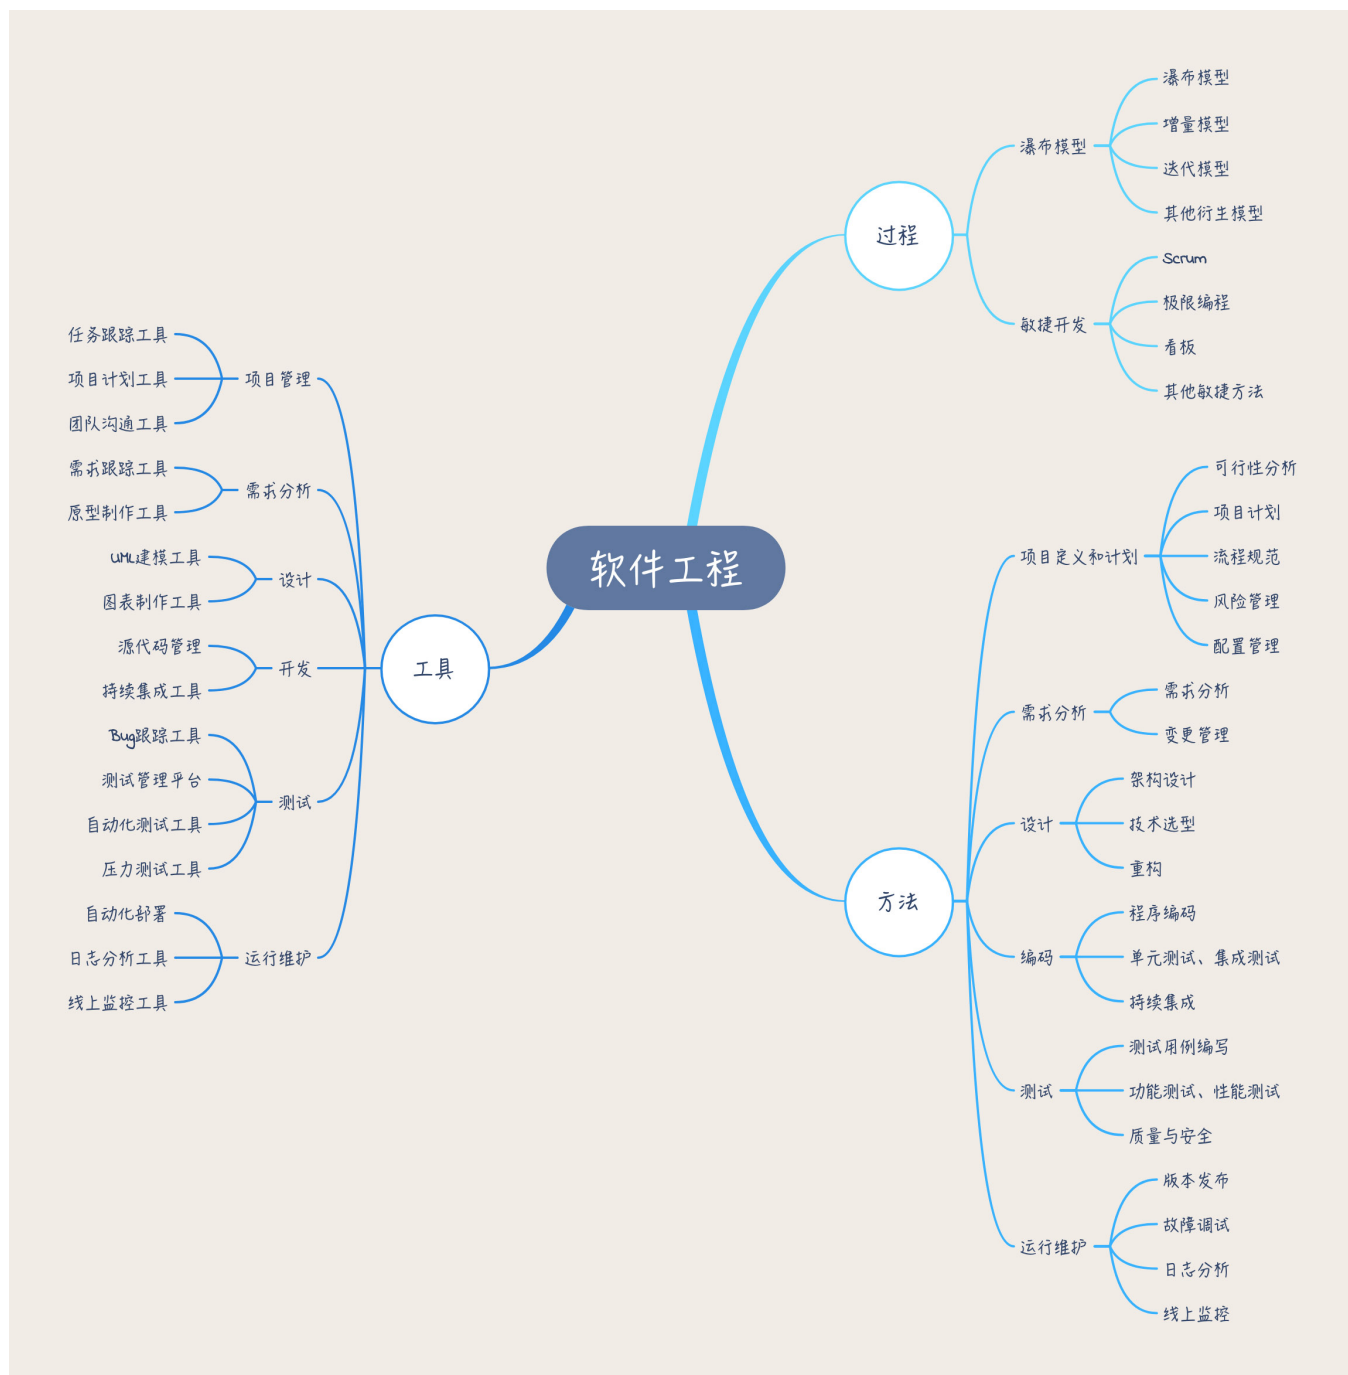 软件工程
过程
瀑布模型
瀑布模型
增量模型
迭代模型
其他衍生模型
敏捷开发
Scrum
极限编程
看板
其他敏捷方法
方法
项目定义和计划
可行性分析
项目计划
流程规范
风险管理
配置管理
需求分析
需求分析
变更管理
设计
架构设计
技术选型
重构
编码
程序编码
单元测试、集成测试
持续集成
测试
测试用例编写
功能测试、性能测试
质量与安全
运行维护
版本发布
故障调试
日志分析
线上监控
工具
项目管理
任务跟踪工具
项目计划工具
团队沟通工具
需求分析
需求跟踪工具
原型制作工具
设计
UML建模工具
图表制作工具
开发
源代码管理
持续集成工具
测试
Bug跟踪工具
测试管理平台
自动化测试工具
压力测试工具
运行维护
自动化部署
日志分析工具
线上监控工具